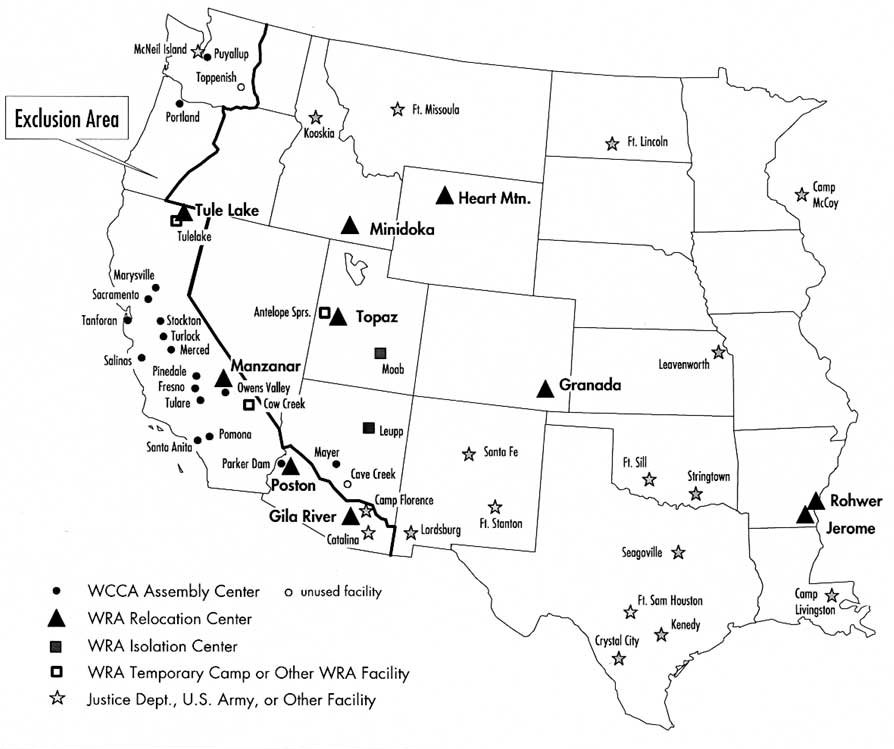 McNeil Island
Puyallup
Toppenish
Portland
Exclusion Area
Kooskia
Ft. Missoula
Ft. Lincoln
Camp
McCoy
Heart Mtn.
Tule Lake
Tulelake
Minidoka
Marysville
Sacramento
Tanforan
Stockton
Turlock
Merced
Salinas
Pinedale
Fresno
Tulare
Antelope Sprs.
Topaz
Moab
Manzanar
Owens Valley
Cow Creek
Granada
Leavenworth
Leupp
Santa Anita
Pomona
Parker Dam
Poston
Mayer
Cave Creek
Camp Florence
Gila River
Catalina
Lordsburg
Santa Fe
Ft. Stanton
Ft. Sill
Stringtown
Rohwer
Jerome
Seagoville
Ft. Sam Houston
Kenedy
Crystal City
Camp
Livingston
WCCA Assembly Center
unused facility
WRA Relocation Center
WRA Isolation Center
WRA Temporary Camp or Other WRA Facility
Justice Dept., U.S. Army, or Other Facility